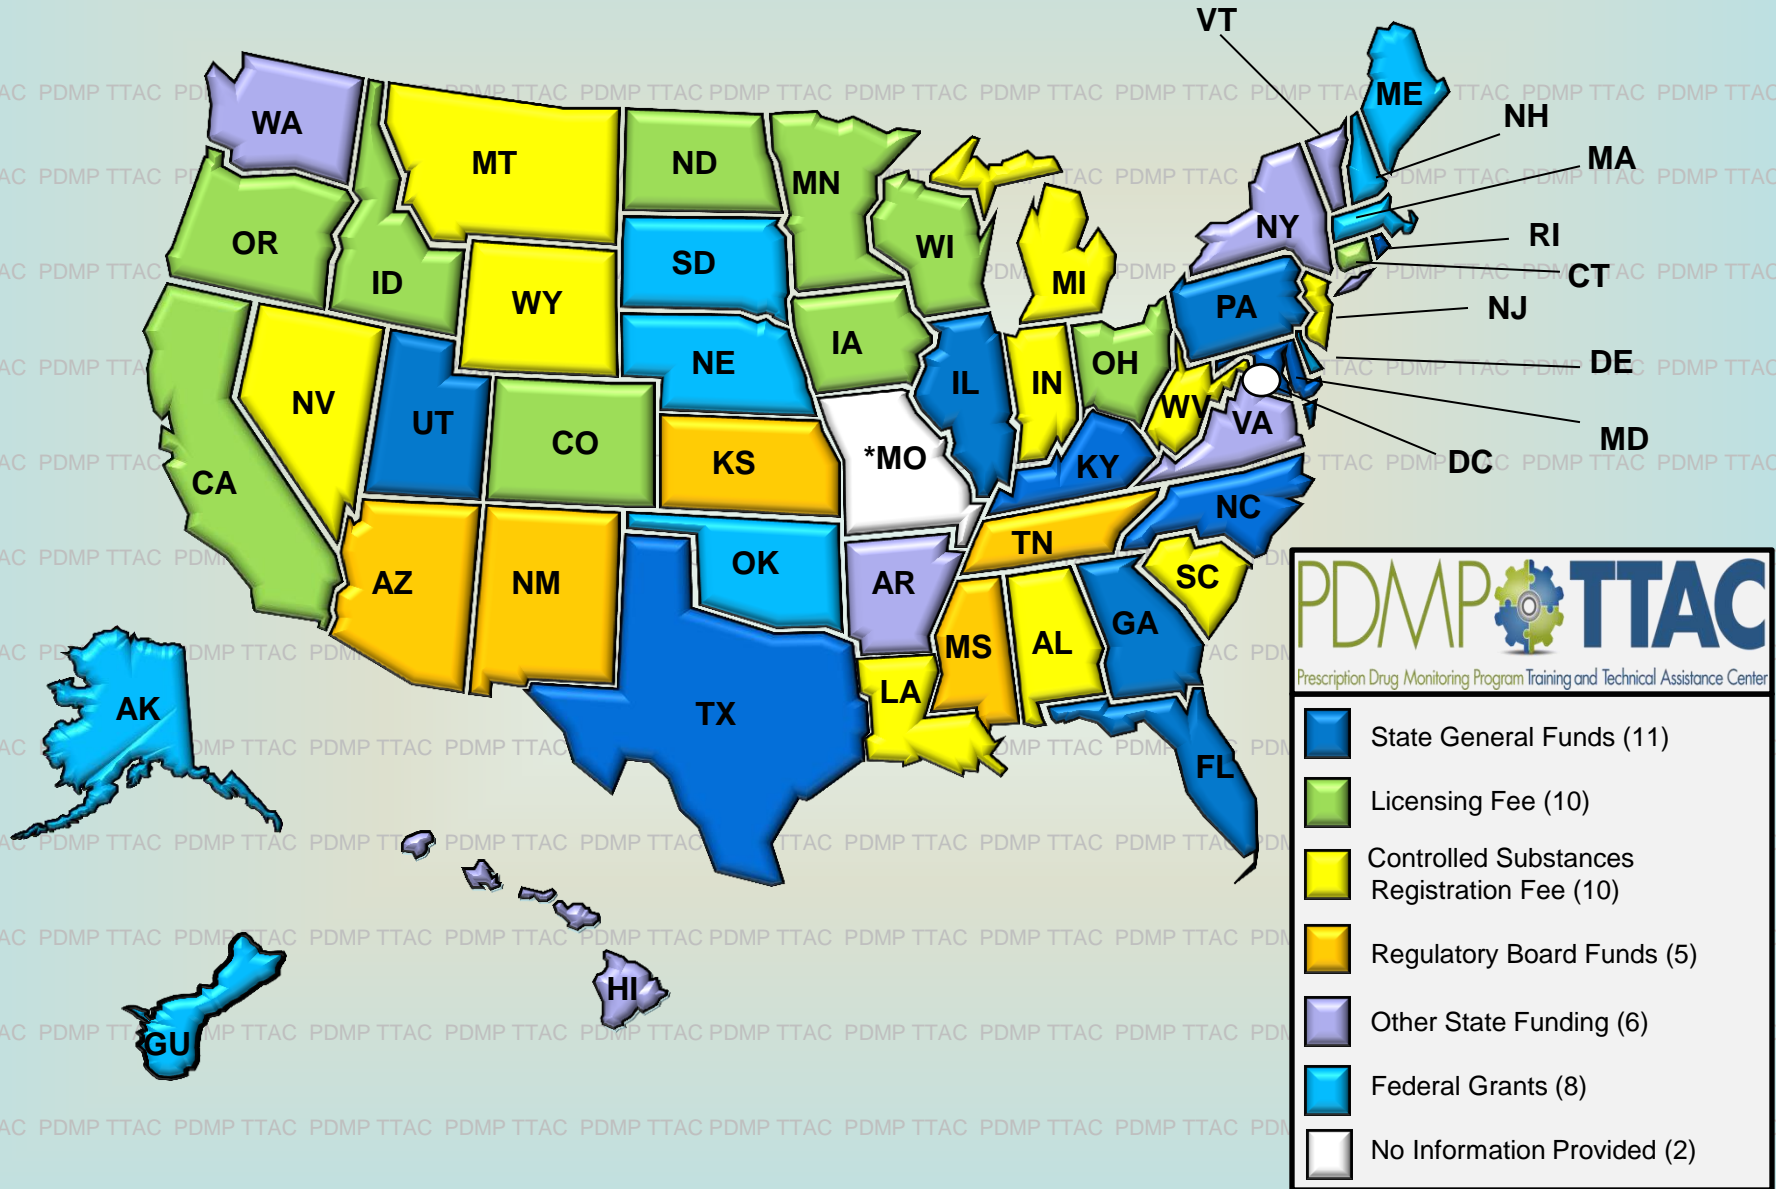 VT
ME
NH
MA
RI
CT
NJ
DE
MD
DC
WA
MT
ND
MN
OR
ID
WY
SD
WI
MI
NY
NV
UT
CO
NE
IA
IL
IN
OH
PA
WV
VA
CA
KS
*MO
KY
NC
AZ
NM
OK
AR
TN
SC
MS
AL
GA
TX
LA
FL
AK
HI
GU
PDMP TTAC
Prescription Drug Monitoring Program Training and Technical Assistance Center
State General Funds (11)
Licensing Fee (10)
Controlled Substances
Registration Fee (10)
Regulatory Board Funds (5)
Other State Funding (6)
Federal Grants (8)
No Information Provided (2)